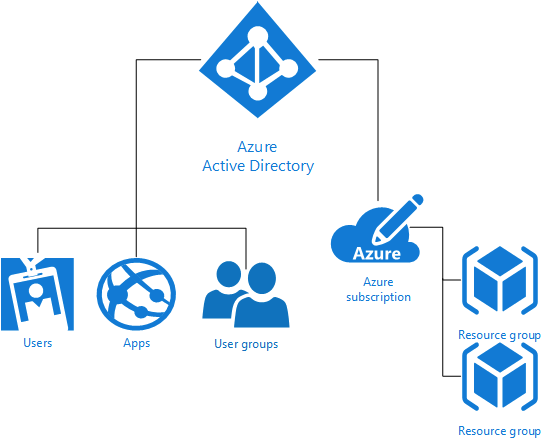 Azure
Active Directory
Azure
Azure
subscription
Users
Apps
User groups
Resource group
Resource group